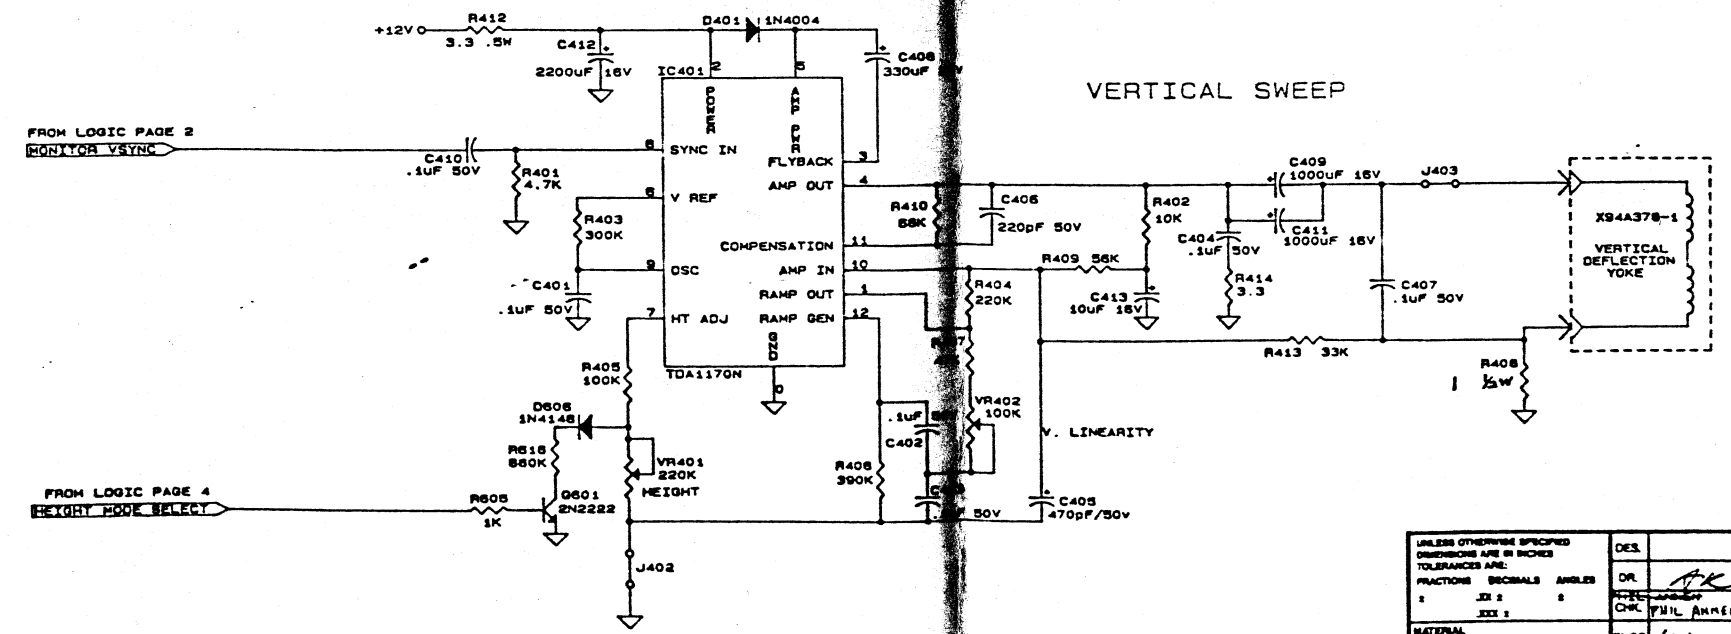 R412
+12V
3.3 .5W
C412
2200uF 16V
D401
1N4004
C408
330uF
IC401
2
5
POWER
AMP PWR
VERTICAL SWEEP
FROM LOGIC PAGE 2
MONITOR VSYNC
C410
.1uF 50V
R401
4.7K
8
SYNC IN
FLYBACK
3
AMP OUT
4
6
V REF
R403
300K
COMPENSATION
11
9
OSC
AMP IN
10
C401
.1uF 50V
RAMP OUT
1
7
HT ADJ
RAMP GEN
12
GND
TDA1170N
R410
C406
220pF 50V
R402
10K
C409
1000uF 16V
C411
1000uF 16V
C404
.1uF 50V
R414
3.3
J403
X94A378-1
VERTICAL
DEFLECTION
YOKE
C407
.1uF 50V
R409 56K
R404
220K
C413
10uF 16V
R413 33K
R408
1 ½W
R405
100K
D606
1N4148
R616
660K
VR401
220K
HEIGHT
.1uF
C402
VR402
100K
V. LINEARITY
R406
390K
50V
C405
470pF/50v
FROM LOGIC PAGE 4
HEIGHT MODE SELECT
R605
1K
Q601
2N2222
J402
UNLESS OTHERWISE SPECIFIED
DIMENSIONS ARE IN INCHES
TOLERANCES ARE:
FRACTIONS DECIMALS ANGLES
± .XX ± ±
.XXX ±
MATERIAL
DES.
DR.
AK
CHK.